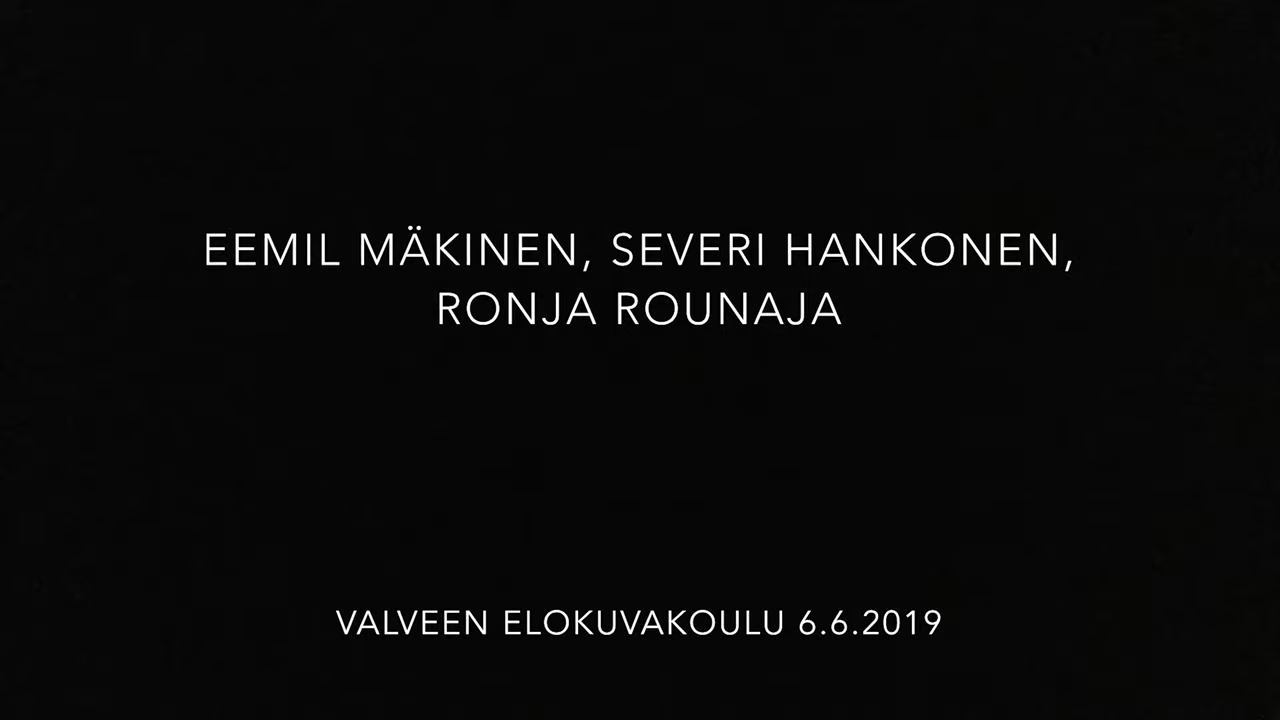 EEMIL MÄKINEN, SEVERI HANKONEN,
RONJA ROUNAJA
VALVEEN ELOKUVAKOULU 6.6.2019